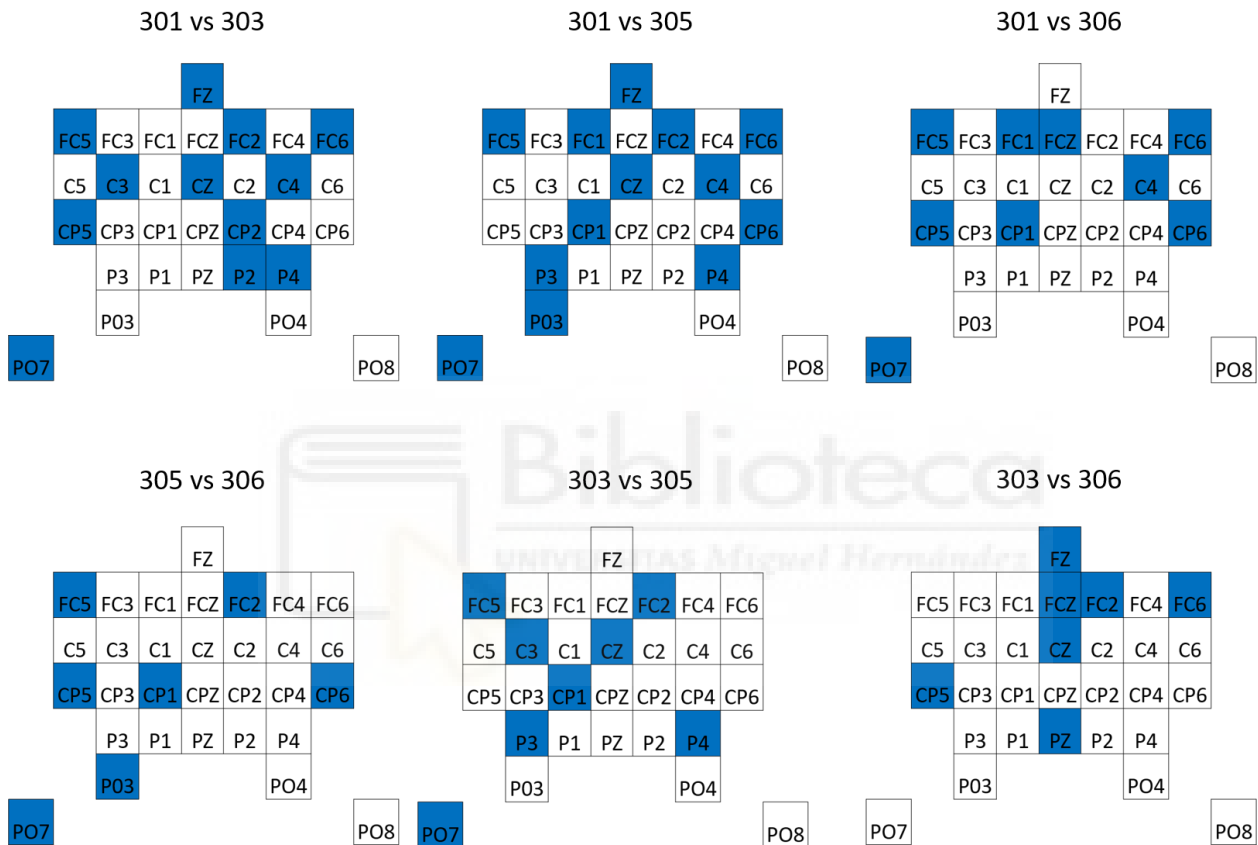 301 vs 303
301 vs 305
301 vs 306
FZ
FC5 FC3 FC1 FCZ FC2 FC4 FC6
C5 C3 C1 CZ C2 C4 C6
CP5 CP3 CP1 CPZ CP2 CP4 CP6
P3 P1 PZ P2 P4
P03 PO4
PO7 PO8
FZ
FC5 FC3 FC1 FCZ FC2 FC4 FC6
C5 C3 C1 CZ C2 C4 C6
CP5 CP3 CP1 CPZ CP2 CP4 CP6
P3 P1 PZ P2 P4
P03 PO4
PO7 PO8
FZ
FC5 FC3 FC1 FCZ FC2 FC4 FC6
C5 C3 C1 CZ C2 C4 C6
CP5 CP3 CP1 CPZ CP2 CP4 CP6
P3 P1 PZ P2 P4
P03 PO4
PO7 PO8
Biblioteca
UNIVERSITAS Miguel Hernández
305 vs 306
303 vs 305
303 vs 306
FZ
FC5 FC3 FC1 FCZ FC2 FC4 FC6
C5 C3 C1 CZ C2 C4 C6
CP5 CP3 CP1 CPZ CP2 CP4 CP6
P3 P1 PZ P2 P4
P03 PO4
PO7 PO8
FZ
FC5 FC3 FC1 FCZ FC2 FC4 FC6
C5 C3 C1 CZ C2 C4 C6
CP5 CP3 CP1 CPZ CP2 CP4 CP6
P3 P1 PZ P2 P4
P03 PO4
PO7 PO8
FZ
FC5 FC3 FC1 FCZ FC2 FC4 FC6
C5 C3 C1 CZ C2 C4 C6
CP5 CP3 CP1 CPZ CP2 CP4 CP6
P3 P1 PZ P2 P4
P03 PO4
PO7 PO8